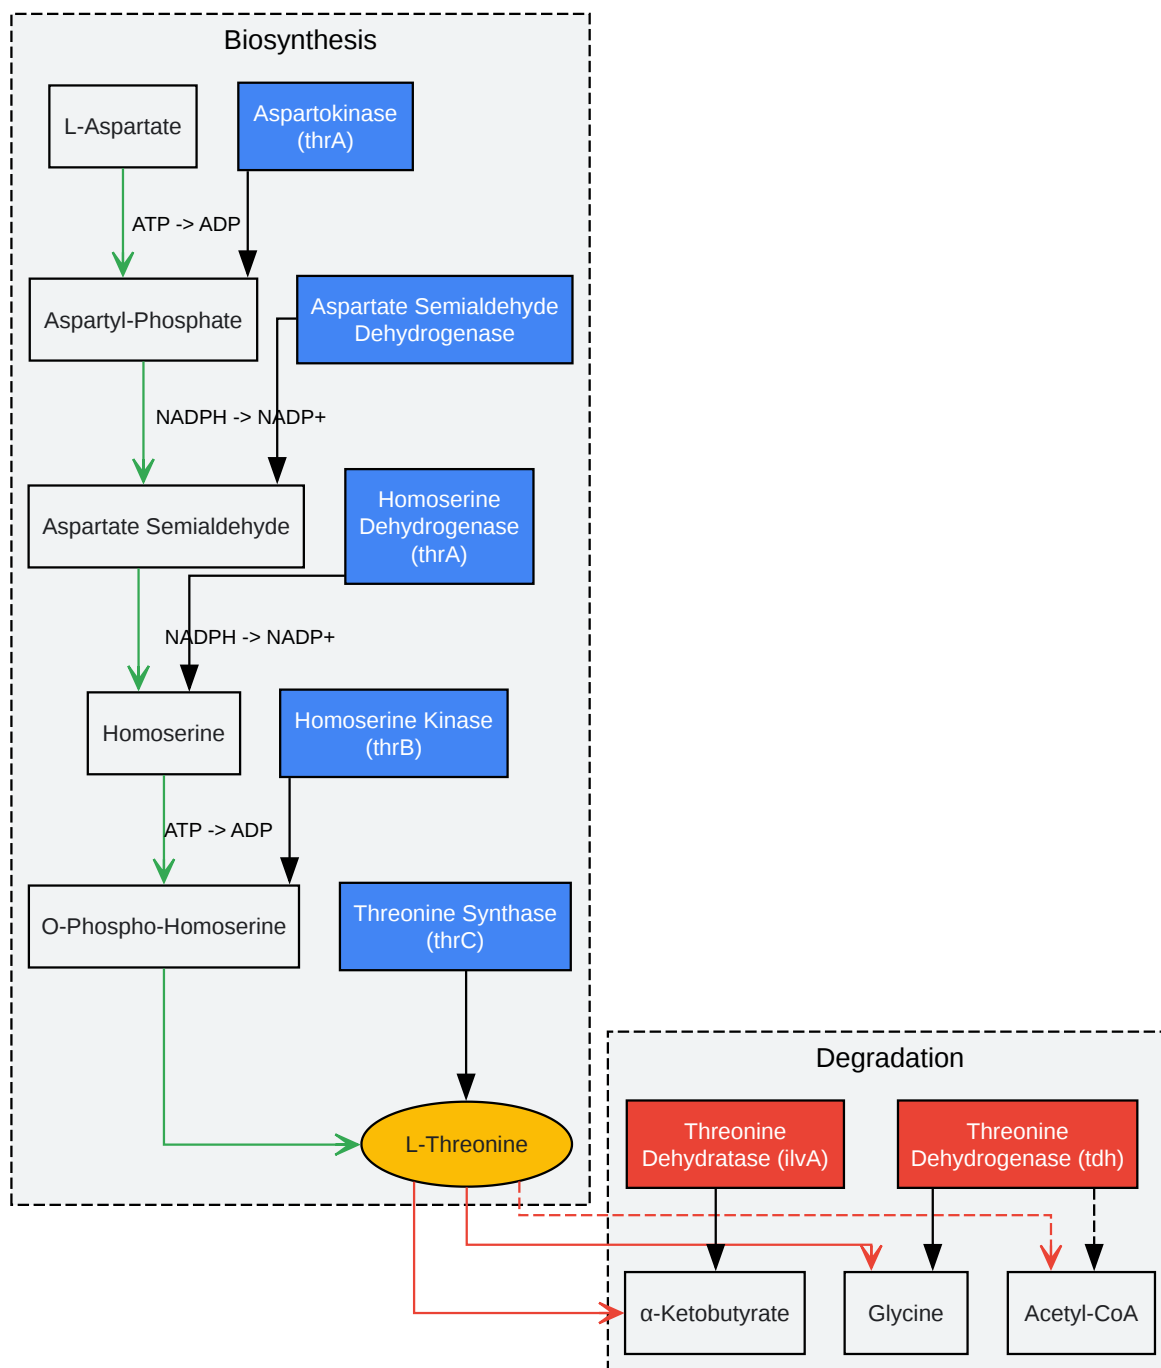 Biosynthesis
L-Aspartate
Aspartokinase
(thrA)
ATP -> ADP
Aspartyl-Phosphate
Aspartate Semialdehyde
Dehydrogenase
NADPH -> NADP+
Aspartate Semialdehyde
Homoserine
Dehydrogenase
(thrA)
NADPH -> NADP+
Homoserine
Homoserine Kinase
(thrB)
ATP -> ADP
O-Phospho-Homoserine
Threonine Synthase
(thrC)
L-Threonine
Degradation
Threonine
Dehydratase (ilvA)
Threonine
Dehydrogenase (tdh)
α-Ketobutyrate
Glycine
Acetyl-CoA